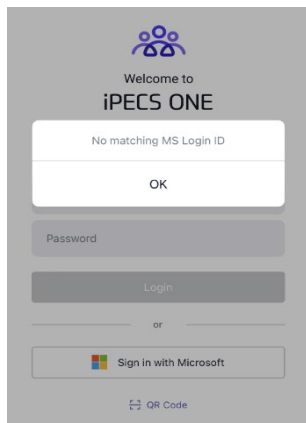 Welcome to
iPECS ONE
No matching MS Login ID
OK
Password
Login
or
Sign in with Microsoft
QR Code